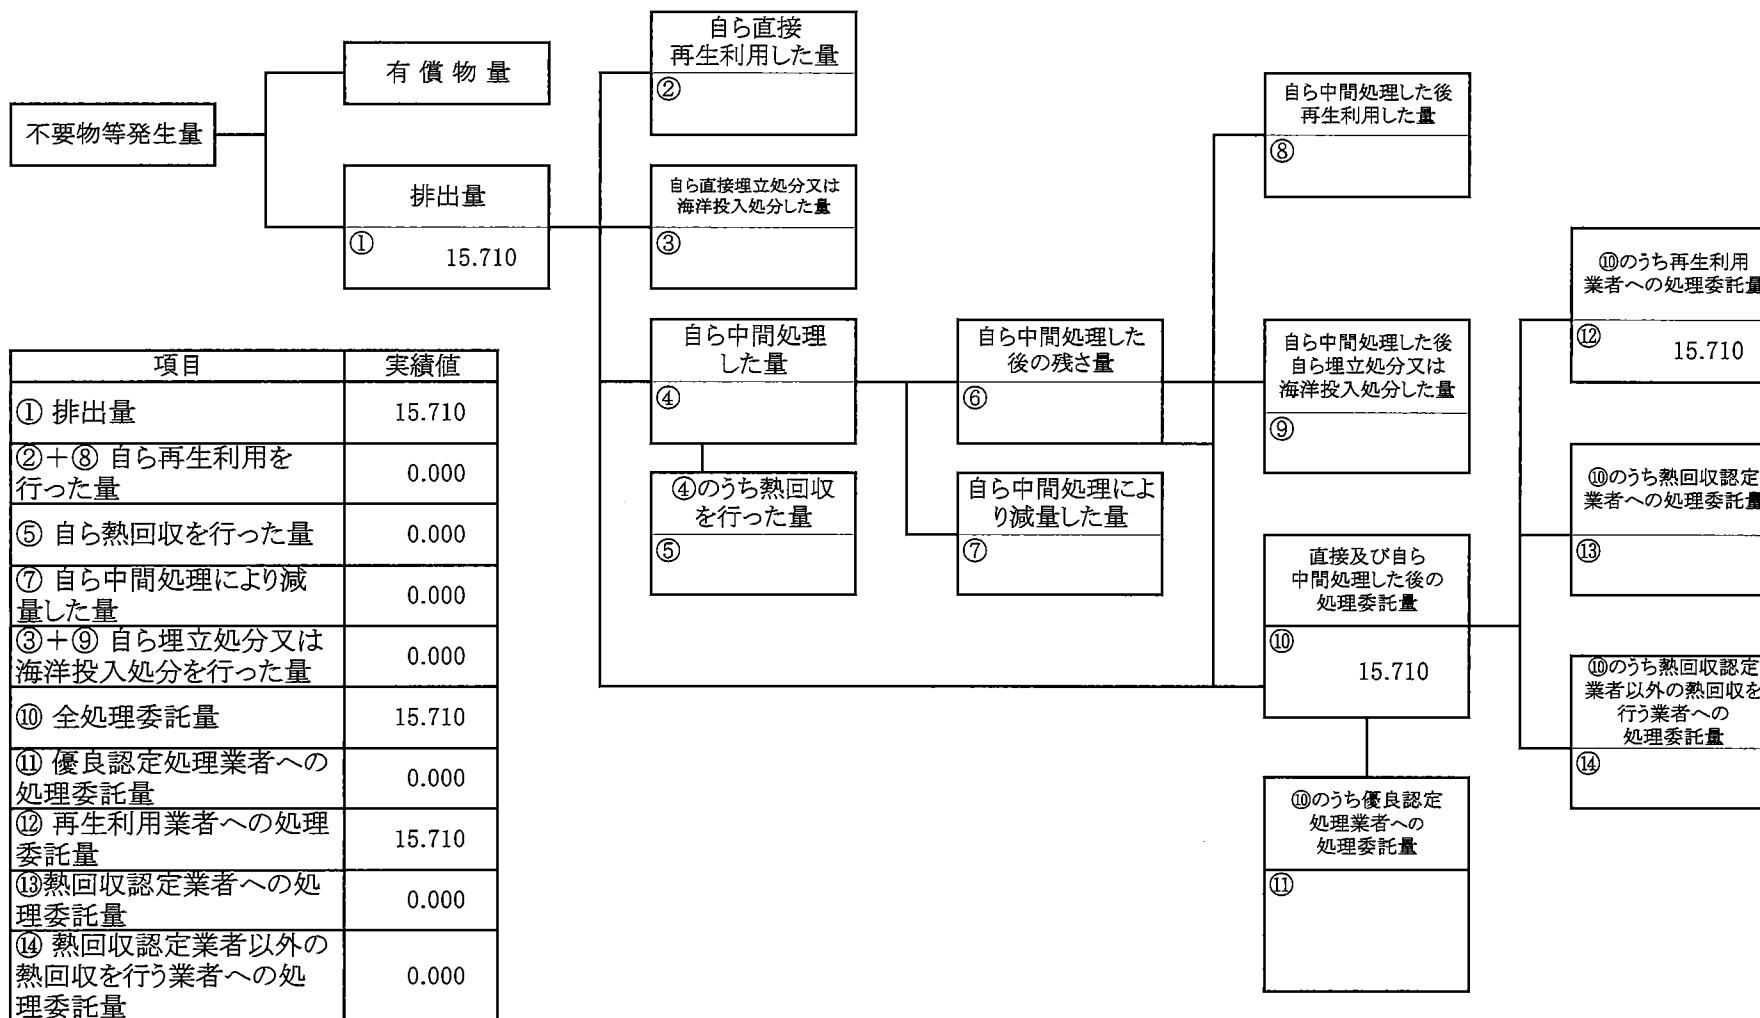 不要物等発生量
有償物量
排出量
①
15.710
自ら直接
再生利用した量
②
自ら直接埋立処分又は
海洋投入処分した量
③
自ら中間処理
した量
④
④のうち熱回収
を行った量
⑤
自ら中間処理した
後の残さ量
⑥
自ら中間処理によ
り減量した量
⑦
自ら中間処理した後
再生利用した量
⑧
自ら中間処理した後
自ら埋立処分又は
海洋投入処分した量
⑨
直接及び自ら
中間処理した後の
処理委託量
⑩
15.710
⑩のうち優良認定
処理業者への
処理委託量
⑪
⑩のうち再生利用
業者への処理委託量
⑫
15.710
⑩のうち熱回収認定
業者への処理委託量
⑬
⑩のうち熱回収認定
業者以外の熱回収を
行う業者への
処理委託量
⑭
項目 実績値
① 排出量 15.710
②+⑧ 自ら再生利用を
行った量 0.000
⑤ 自ら熱回収を行った量 0.000
⑦ 自ら中間処理により減
量した量 0.000
③+⑨ 自ら埋立処分又は
海洋投入処分を行った量 0.000
⑩ 全処理委託量 15.710
⑪ 優良認定処理業者への
処理委託量 0.000
⑫ 再生利用業者への処理
委託量 15.710
⑬熱回収認定業者への処
理委託量 0.000
⑭ 熱回収認定業者以外の
熱回収を行う業者への処
理委託量 0.000